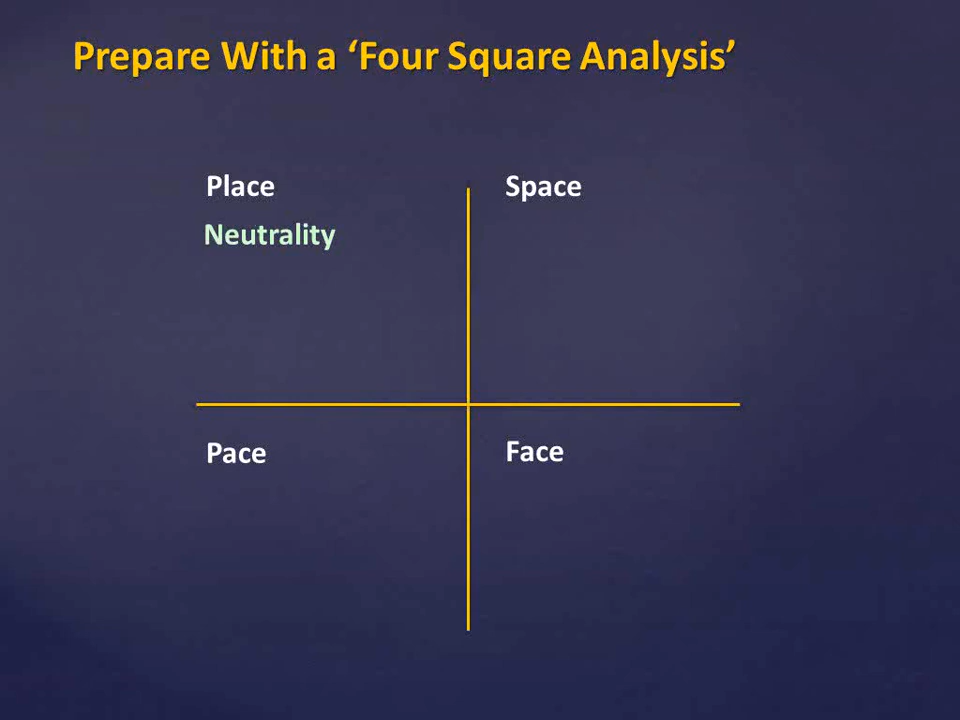 Prepare With a ‘Four Square Analysis’
Place
Space
Neutrality
Pace
Face